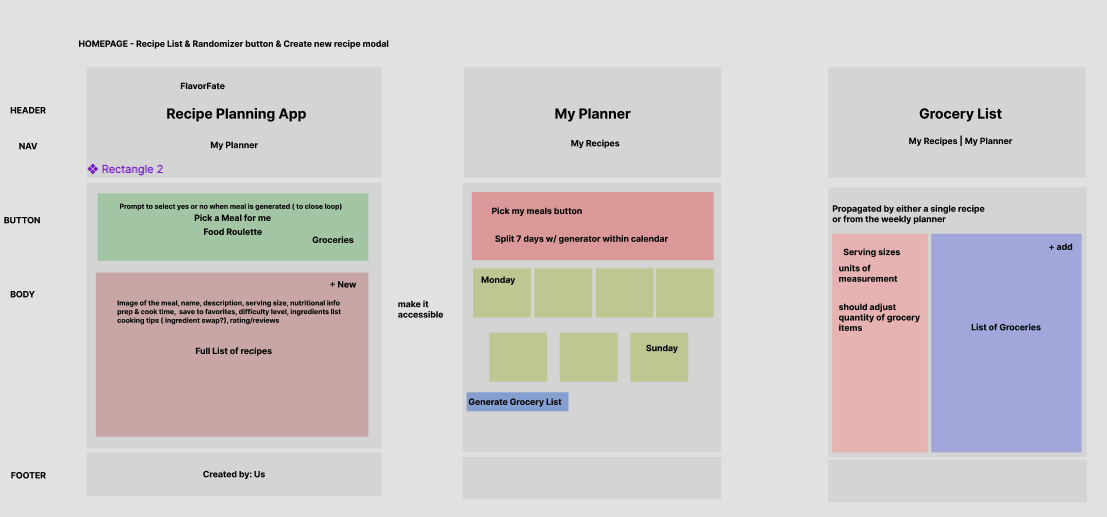 HOMEPAGE - Recipe List & Randomizer button & Create new recipe modal
HEADER
NAV
BUTTON
BODY
FOOTER
FlavorFate
Recipe Planning App
My Planner
Rectangle 2
Prompt to select yes or no when meal is generated ( to close loop)
Pick a Meal for me
Food Roulette
Groceries
+ New
Image of the meal, name, description, serving size, nutritional info
prep & cook time,  save to favorites, difficulty level, ingredients list
cooking tips ( ingredient swap?), rating/reviews
Full List of recipes
Created by: Us
make it
accessible
My Planner
My Recipes
Pick my meals button
Split 7 days w/ generator within calendar
Monday
Sunday
Generate Grocery List
Grocery List
My Recipes | My Planner
Propagated by either a single recipe
or from the weekly planner
Serving sizes
units of
measurement
should adjust
quantity of grocery
items
+ add
List of Groceries